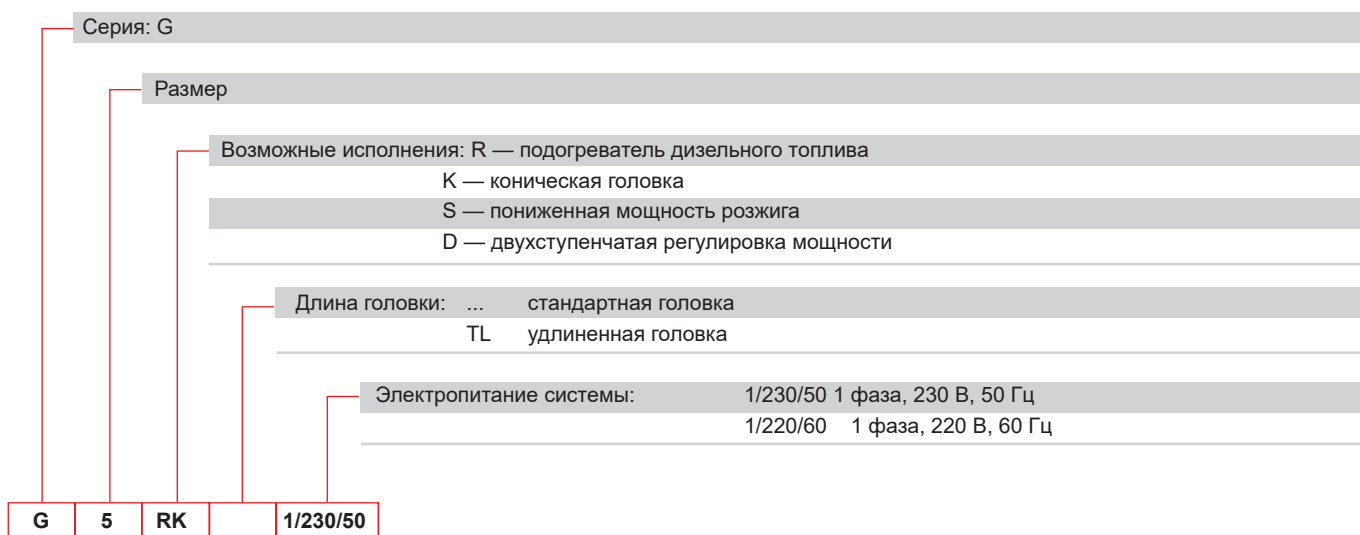 Серия: G
Размер
Возможные исполнения: R — подогреватель дизельного топлива
K — коническая головка
S — пониженная мощность розжига
D — двухступенчатая регулировка мощности
Длина головки: ... стандартная головка
TL удлиненная головка
Электропитание системы: 1/230/50 1 фаза, 230 В, 50 Гц
1/220/60 1 фаза, 220 В, 60 Гц
G 5 RK 1/230/50